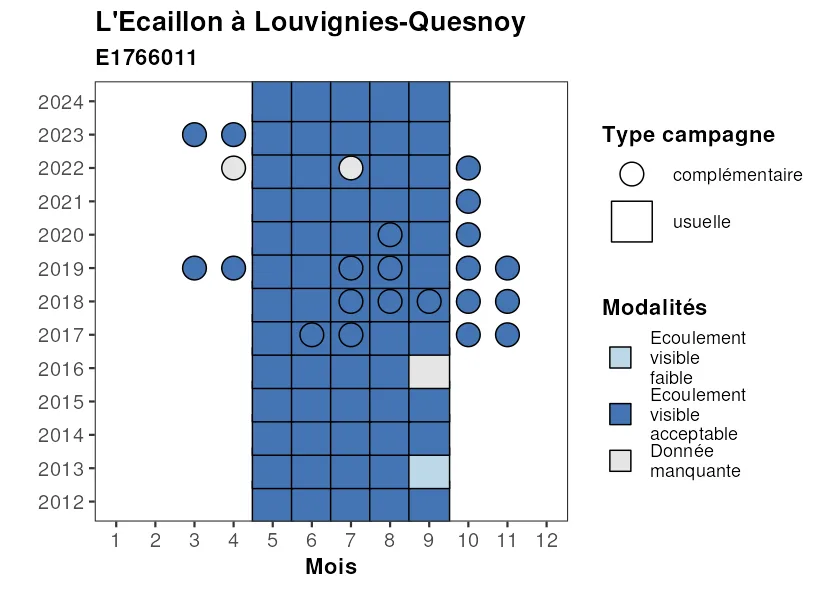 L'Ecaillon à Louvignies-Quesnoy
E1766011
2024
2023
2022
2021
2020
2019
2018
2017
2016
2015
2014
2013
2012
1 2 3 4 5 6 7 8 9 10 11 12
Mois
Type campagne
complémentaire
usuelle
Modalités
Ecoulement
visible
faible
Ecoulement
visible
acceptable
Donnée
manquante